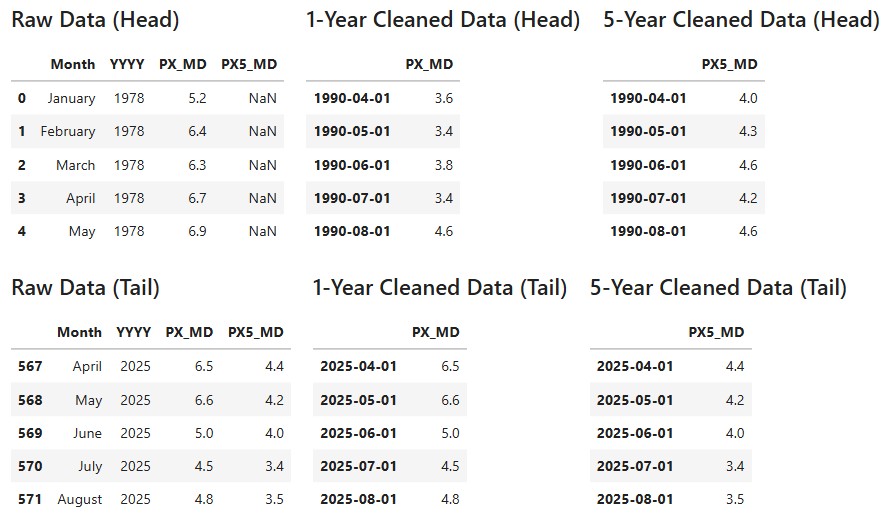 Raw Data (Head) 1-Year Cleaned Data (Head) 5-Year Cleaned Data (Head)
Month YYYY PX_MD PX5_MD PX_MD PX5_MD
0 January 1978 5.2 NaN 1990-04-01 3.6 1990-04-01 4.0
1 February 1978 6.4 NaN 1990-05-01 3.4 1990-05-01 4.3
2 March 1978 6.3 NaN 1990-06-01 3.8 1990-06-01 4.6
3 April 1978 6.7 NaN 1990-07-01 3.4 1990-07-01 4.2
4 May 1978 6.9 NaN 1990-08-01 4.6 1990-08-01 4.6
Raw Data (Tail) 1-Year Cleaned Data (Tail) 5-Year Cleaned Data (Tail)
Month YYYY PX_MD PX5_MD PX_MD PX5_MD
567 April 2025 6.5 4.4 2025-04-01 6.5 2025-04-01 4.4
568 May 2025 6.6 4.2 2025-05-01 6.6 2025-05-01 4.2
569 June 2025 5.0 4.0 2025-06-01 5.0 2025-06-01 4.0
570 July 2025 4.5 3.4 2025-07-01 4.5 2025-07-01 3.4
571 August 2025 4.8 3.5 2025-08-01 4.8 2025-08-01 3.5